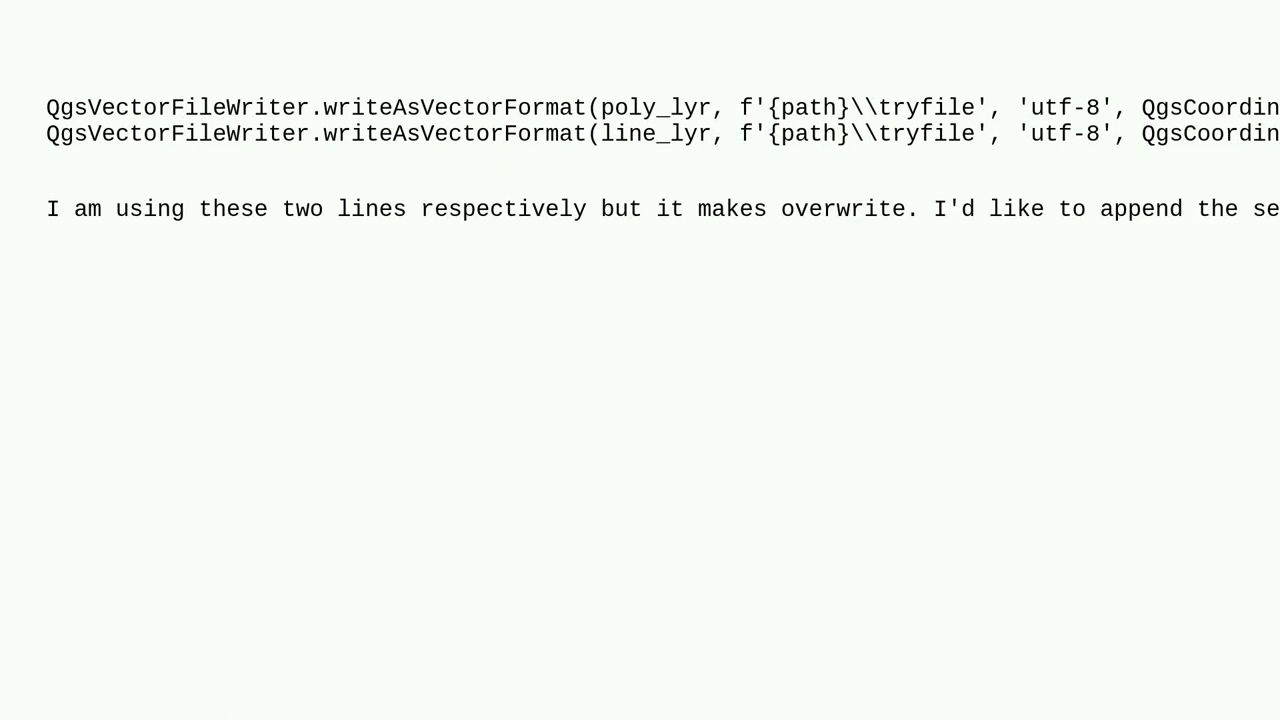 QgsVectorFileWriter.writeAsVectorFormat(poly_lyr, f'{path}\\tryfile', 'utf-8', QgsCoordin
QgsVectorFileWriter.writeAsVectorFormat(line_lyr, f'{path}\\tryfile', 'utf-8', QgsCoordin
I am using these two lines respectively but it makes overwrite. I'd like to append the se